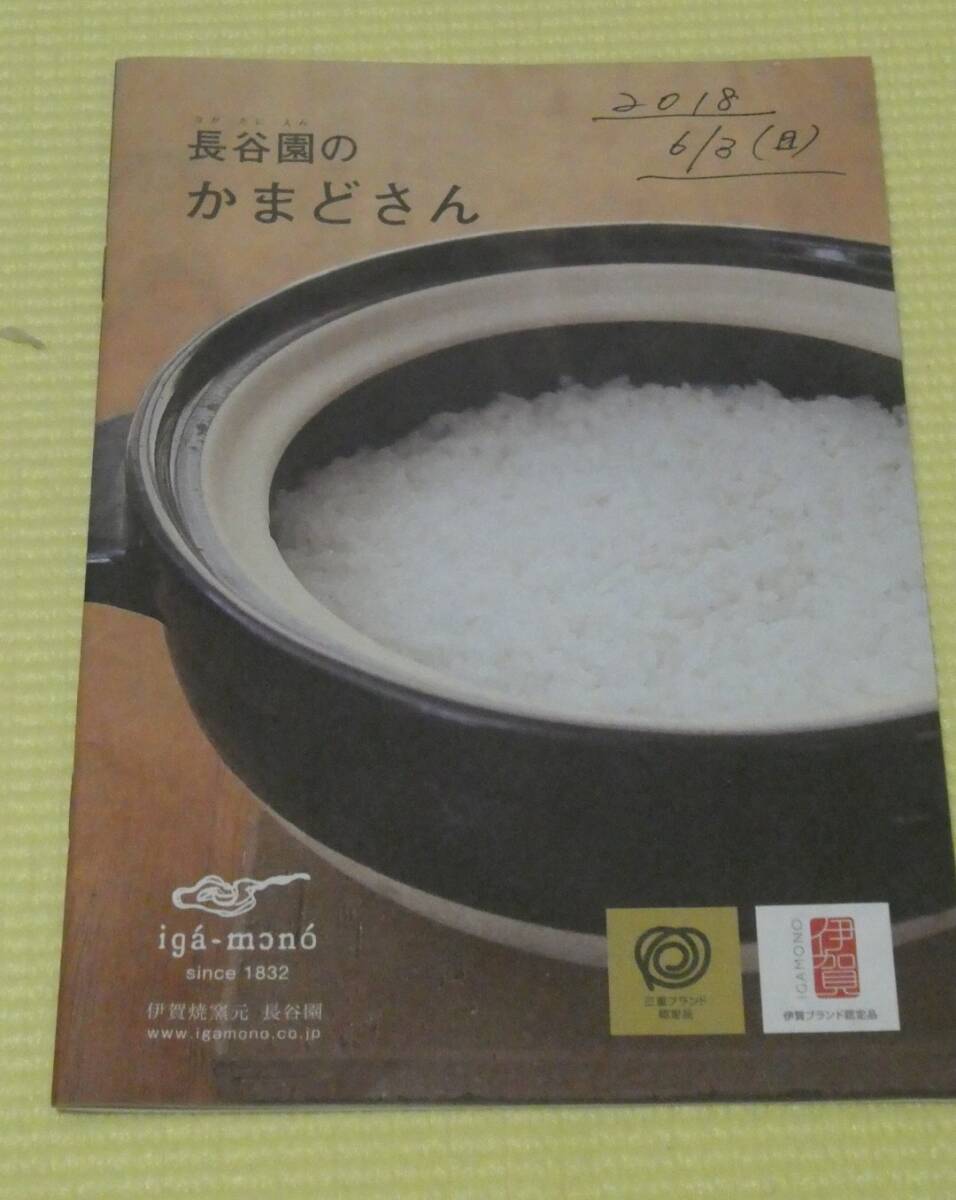 ながたにえん
長谷園の
かまどさん
2018
6/3(日)
igá-mɔnó
since 1832
伊賀焼窯元 長谷園
www.igamono.co.jp
三重ブランド
認定品
IGAMONO
伊賀
伊賀ブランド認定品